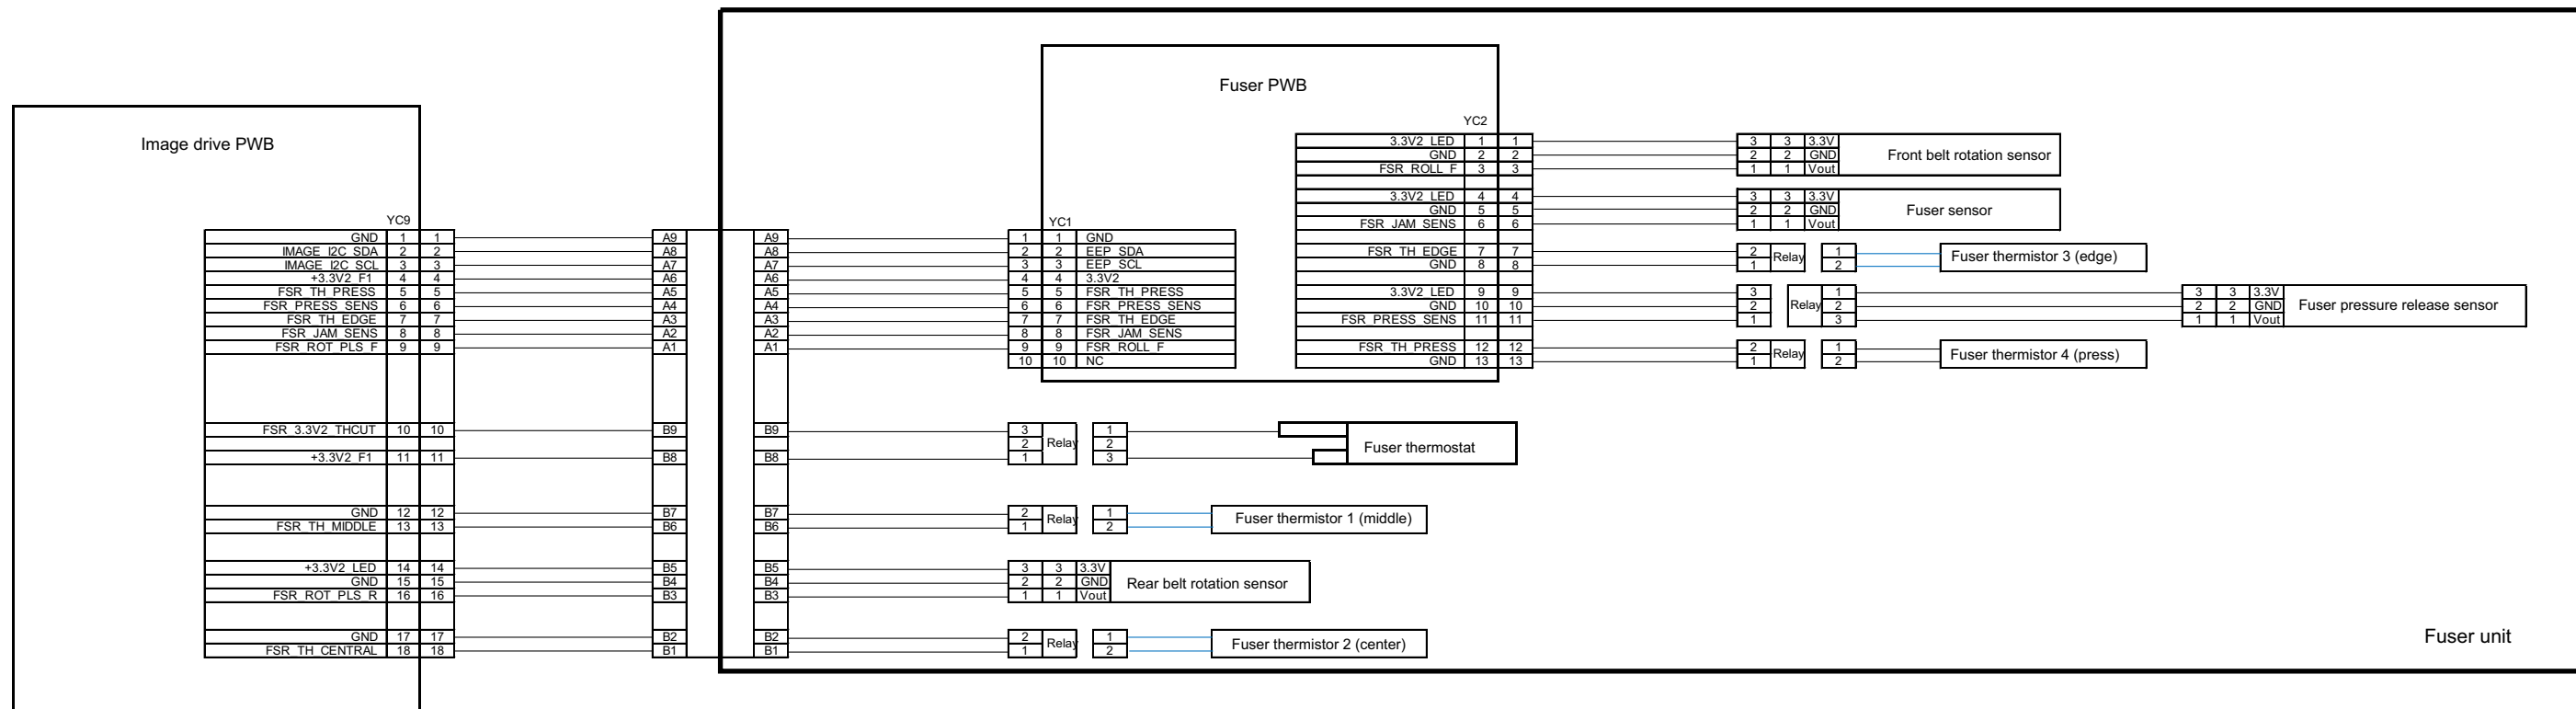 Fuser PWB
Image drive PWB
YC2
3.3V2_LED 1 1 3 3 3.3V
GND 2 2 2 2 GND Front belt rotation sensor
FSR_ROLL_F 3 3 1 1 Vout
3.3V2_LED 4 4 3 3 3.3V
GND 5 5 2 2 GND Fuser sensor
FSR_JAM_SENS 6 6 1 1 Vout
YC9
YC1
GND 1 1 A9 A9 1 1 GND
IMAGE_I2C_SDA 2 2 A8 A8 2 2 EEP_SDA
FSR_TH_EDGE 7 7 2 Relay 1 Fuser thermistor 3 (edge)
IMAGE_I2C_SCL 3 3 A7 A7 3 3 EEP_SCL
GND 8 8 1 2
+3.3V2_F1 4 4 A6 A6 4 4 3.3V2
FSR_TH_PRESS 5 5 A5 A5 5 5 FSR_TH_PRESS
3.3V2_LED 9 9 3 1 3 3 3.3V
FSR_PRESS_SENS 6 6 A4 A4 6 6 FSR_PRESS_SENS
GND 10 10 2 Relay 2 2 2 GND Fuser pressure release sensor
FSR_TH_EDGE 7 7 A3 A3 7 7 FSR_TH_EDGE
FSR_PRESS_SENS 11 11 1 3 1 1 Vout
FSR_JAM_SENS 8 8 A2 A2 8 8 FSR_JAM_SENS
FSR_ROT_PLS_F 9 9 A1 A1 9 9 FSR_ROLL_F
FSR_TH_PRESS 12 12 2 Relay 1 Fuser thermistor 4 (press)
10 10 NC
GND 13 13 1 2
FSR_3.3V2_THCUT 10 10 B9 B9 3 1
2 Relay 2 Fuser thermostat
+3.3V2_F1 11 11 B8 B8 1 3
GND 12 12 B7 B7 2 Relay 1 Fuser thermistor 1 (middle)
FSR_TH_MIDDLE 13 13 B6 B6 1 2
+3.3V2_LED 14 14 B5 B5 3 3 3.3V
GND 15 15 B4 B4 2 2 GND Rear belt rotation sensor
FSR_ROT_PLS_R 16 16 B3 B3 1 1 Vout
GND 17 17 B2 B2 2 Relay 1 Fuser thermistor 2 (center)
FSR_TH_CENTRAL 18 18 B1 B1 1 2
Fuser unit